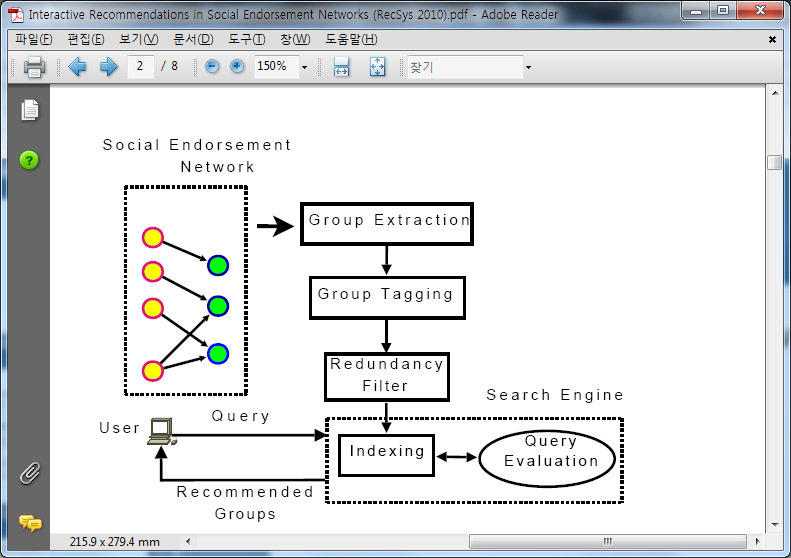 Interactive Recommendations in Social Endorsement Networks (RecSys 2010).pdf - Adobe Reader
파일(F) 편집(E) 보기(V) 문서(D) 도구(T) 창(W) 도움말(H)
2 / 8 150% 찾기
Social Endorsement
Network
Group Extraction
Group Tagging
Redundancy
Filter
Search Engine
User
Query
Indexing
Query
Evaluation
Recommended
Groups
215.9 x 279.4 mm